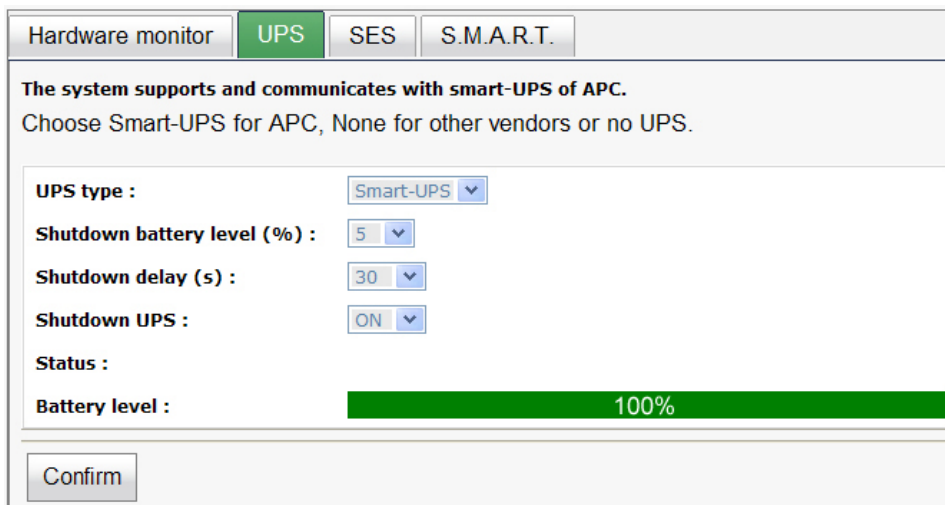 Hardware monitor UPS SES S.M.A.R.T.
The system supports and communicates with smart-UPS of APC.
Choose Smart-UPS for APC, None for other vendors or no UPS.
UPS type : Smart-UPS
Shutdown battery level (%) : 5
Shutdown delay (s) : 30
Shutdown UPS : ON
Status :
Battery level : 100%
Confirm